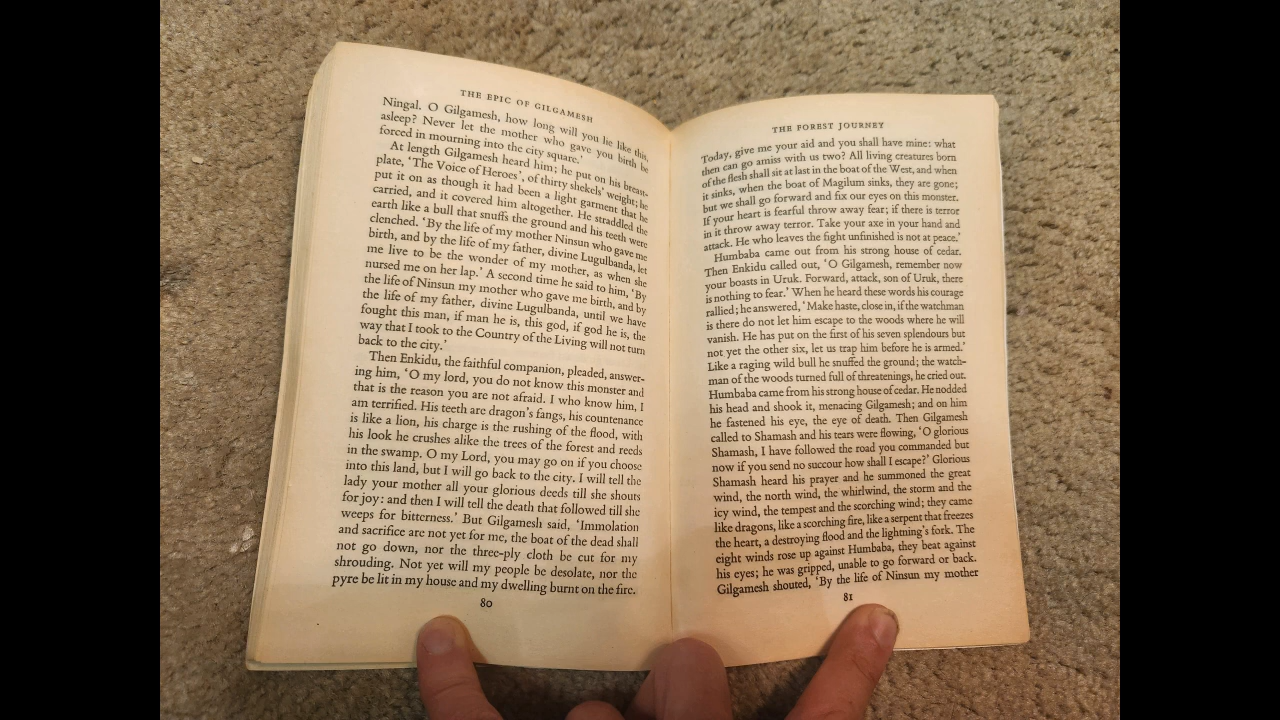 THE EPIC OF GILGAMESH
Ningal. O Gilgamesh, how long will you lie like this,
asleep? Never let the mother who gave you birth be
forced in mourning into the city square.’
At length Gilgamesh heard him; he put on his breast-
plate, ‘The Voice of Heroes’, of thirty shekels’ weight; he
put it on as though it had been a light garment that he
carried, and it covered him altogether. He straddled the
earth like a bull that snuffs the ground and his teeth were
clenched. ‘By the life of my mother Ninsun who gave me
birth, and by the life of my father, divine Lugulbanda, let
me live to be the wonder of my mother, as when she
nursed me on her lap.’ A second time he said to him, ‘By
the life of Ninsun my mother who gave me birth, and by
the life of my father, divine Lugulbanda, until we have
fought this man, if man he is, this god, if god he is, the
way that I took to the Country of the Living will not turn
back to the city.’
Then Enkidu, the faithful companion, pleaded, answer-
ing him, ‘O my lord, you do not know this monster and
that is the reason you are not afraid. I who know him, I
am terrified. His teeth are dragon’s fangs, his countenance
is like a lion, his charge is the rushing of the flood, with
his look he crushes alike the trees of the forest and reeds
in the swamp. O my Lord, you may go on if you choose
into this land, but I will go back to the city. I will tell the
lady your mother all your glorious deeds till she shouts
for joy: and then I will tell the death that followed till she
weeps for bitterness.’ But Gilgamesh said, ‘Immolation
and sacrifice are not yet for me, the boat of the dead shall
not go down, nor the three-ply cloth be cut for my
shrouding. Not yet will my people be desolate, nor the
pyre be lit in my house and my dwelling burnt on the fire.
80
THE FOREST JOURNEY
Today, give me your aid and you shall have mine: what
then can go amiss with us two? All living creatures born
of the flesh shall sit at last in the boat of the West, and when
it sinks, when the boat of Magilum sinks, they are gone;
but we shall go forward and fix our eyes on this monster.
If your heart is fearful throw away fear; if there is terror
in it throw away terror. Take your axe in your hand and
attack. He who leaves the fight unfinished is not at peace.’
Humbaba came out from his strong house of cedar.
Then Enkidu called out, ‘O Gilgamesh, remember now
your boasts in Uruk. Forward, attack, son of Uruk, there
is nothing to fear.’ When he heard these words his courage
rallied; he answered, ‘Make haste, close in, if the watchman
is there do not let him escape to the woods where he will
vanish. He has put on the first of his seven splendours but
not yet the other six, let us trap him before he is armed.’
Like a raging wild bull he snuffed the ground; the watch-
man of the woods turned full of threatenings, he cried out.
Humbaba came from his strong house of cedar. He nodded
his head and shook it, menacing Gilgamesh; and on him
he fastened his eye, the eye of death. Then Gilgamesh
called to Shamash and his tears were flowing, ‘O glorious
Shamash, I have followed the road you commanded but
now if you send no succour how shall I escape?’ Glorious
Shamash heard his prayer and he summoned the great
wind, the north wind, the whirlwind, the storm and the
icy wind, the tempest and the scorching wind; they came
like dragons, like a scorching fire, like a serpent that freezes
the heart, a destroying flood and the lightning’s fork. The
eight winds rose up against Humbaba, they beat against
his eyes; he was gripped, unable to go forward or back.
Gilgamesh shouted, ‘By the life of Ninsun my mother
81